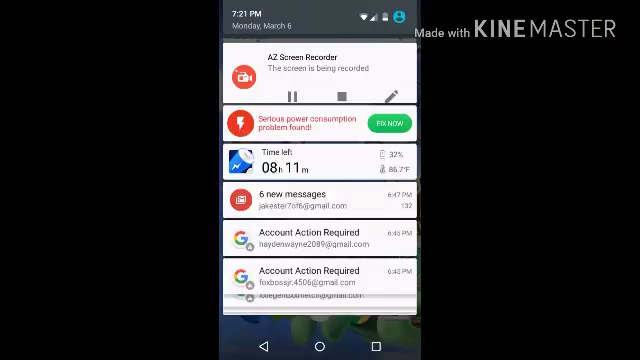 7:21 PM
Monday, March 6
Made with KINEMASTER
AZ Screen Recorder
The screen is being recorded
Serious power consumption
problem found!
FIX NOW
Time left
08h 11m
32%
86.7°F
6 new messages
6:47 PM
jakester7of6@gmail.com
132
Account Action Required
6:45 PM
haydenwayne2089@gmail.com
Account Action Required
6:45 PM
foxbossjr.4506@gmail.com